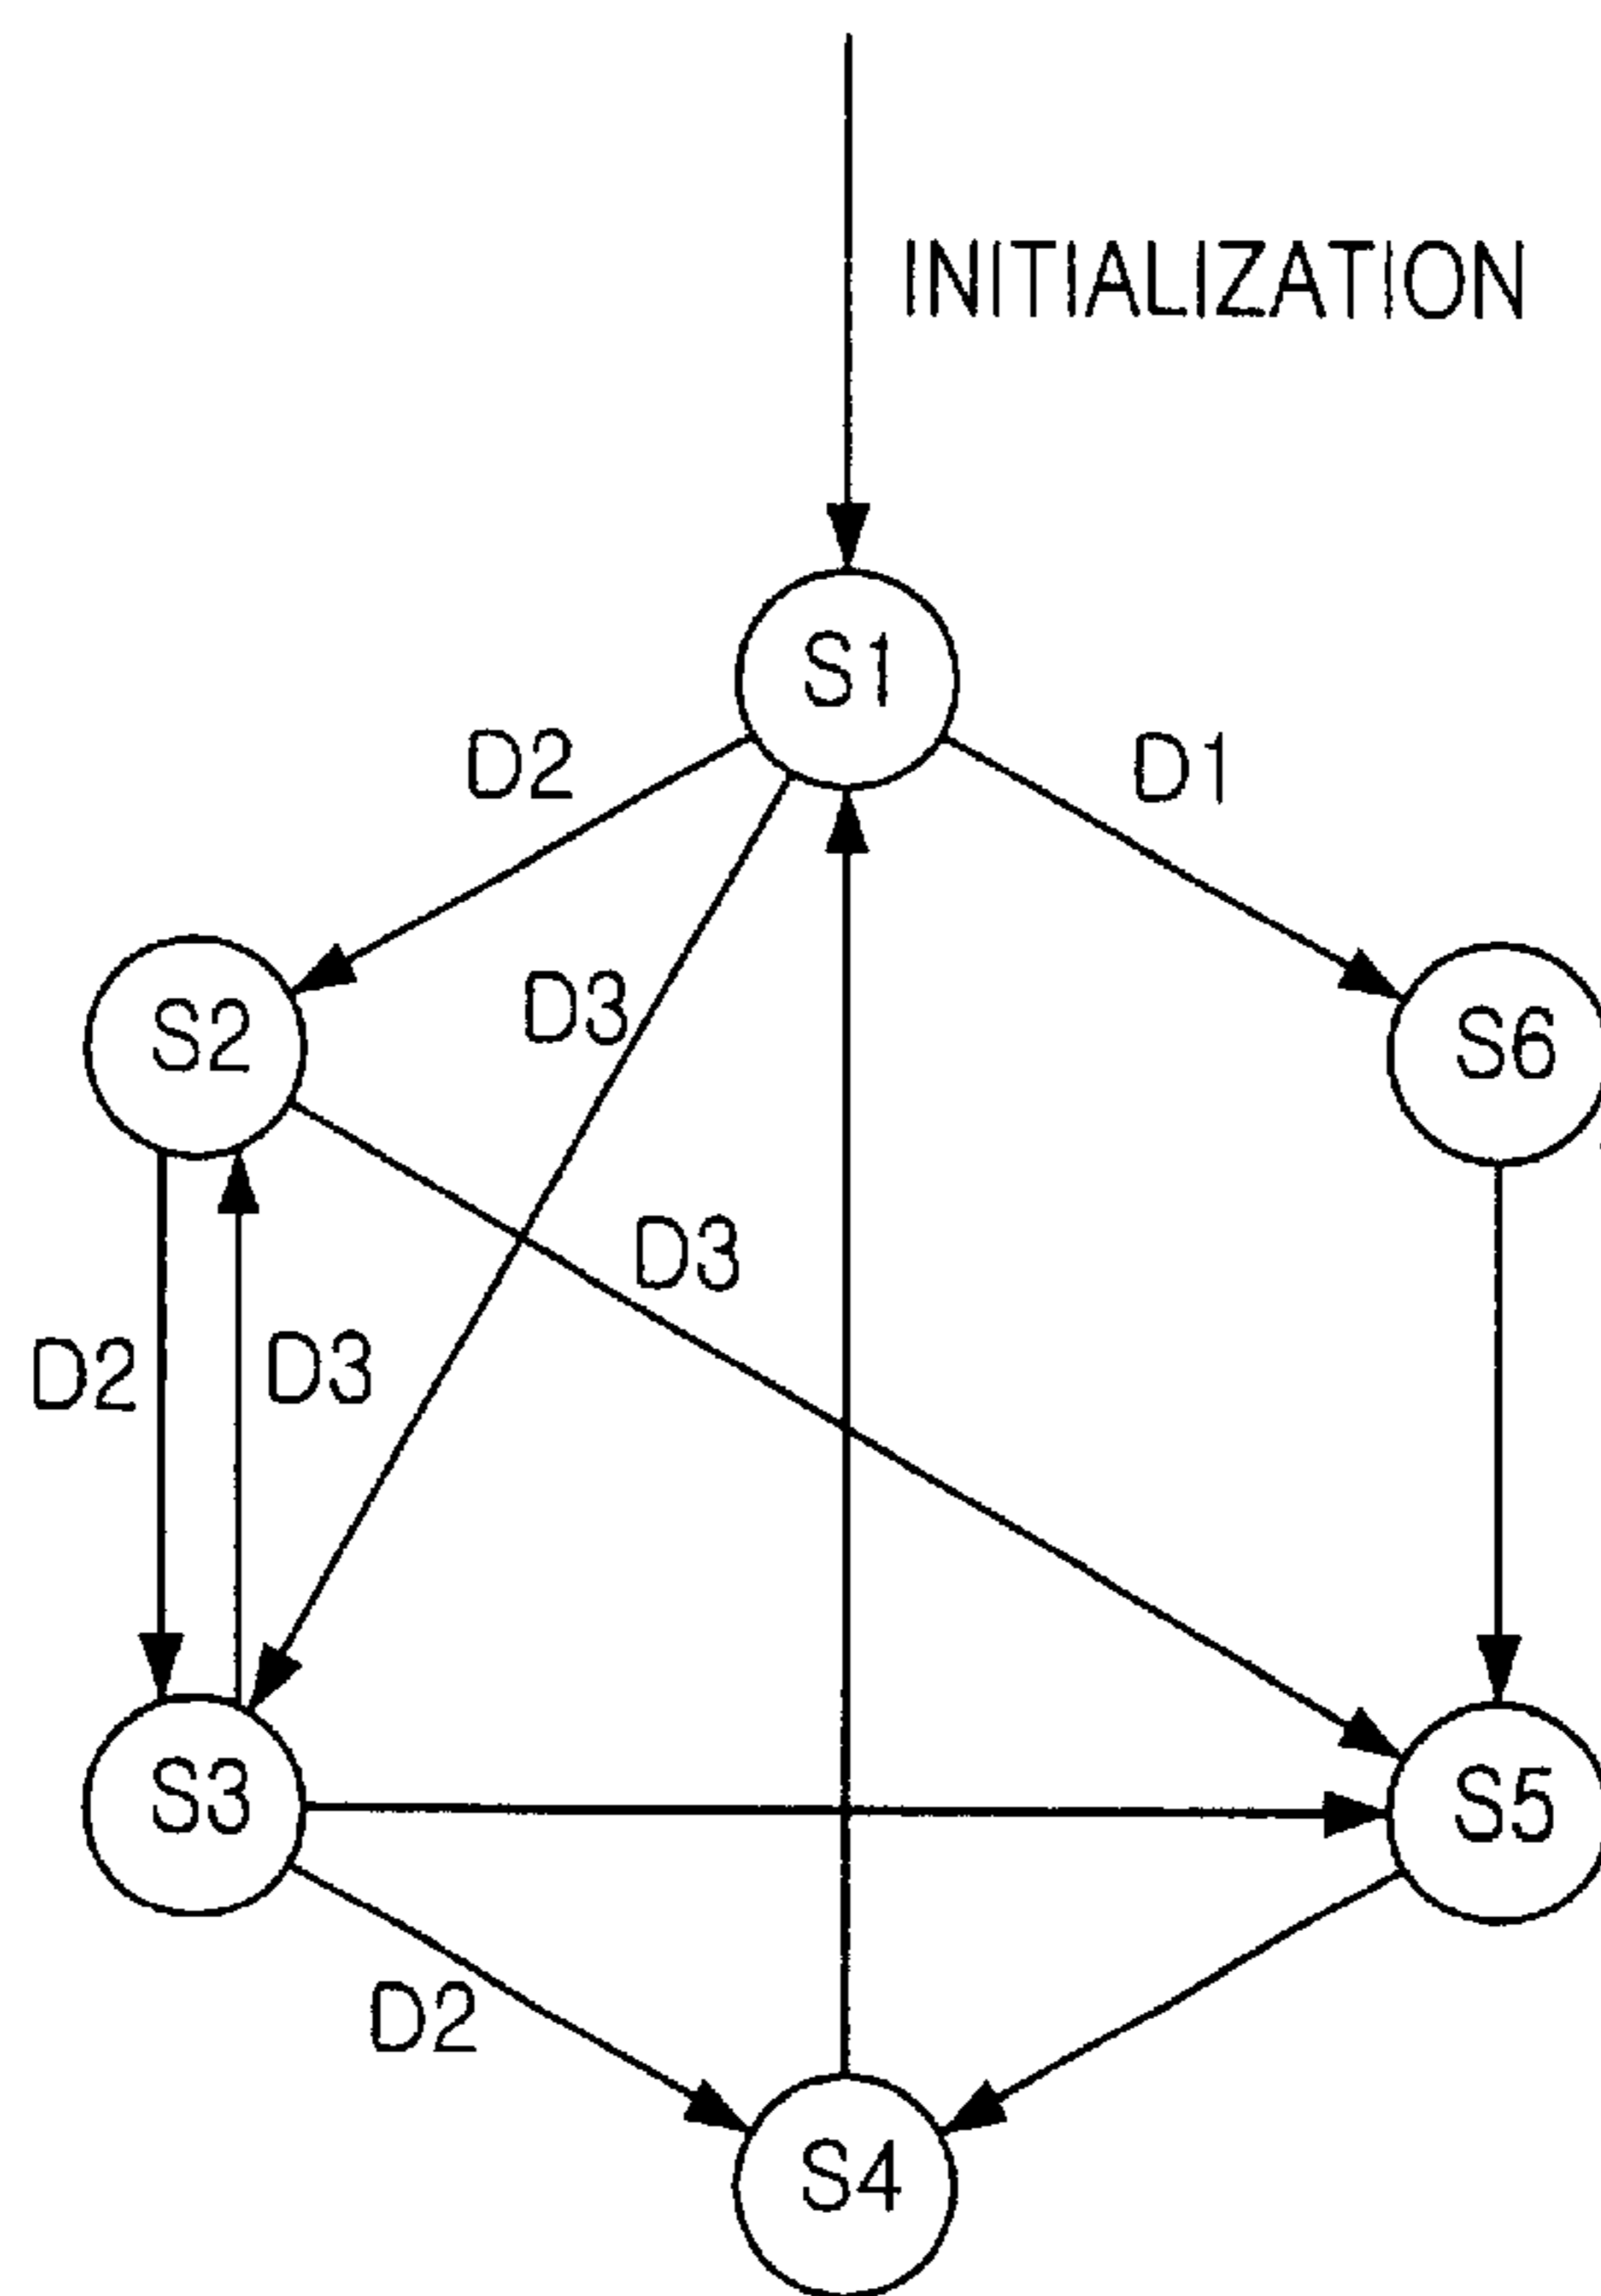 INITIALIZATION
S1
D2
D1
S2
D3
S6
D3
D2
D3
S3
S5
D2
S4